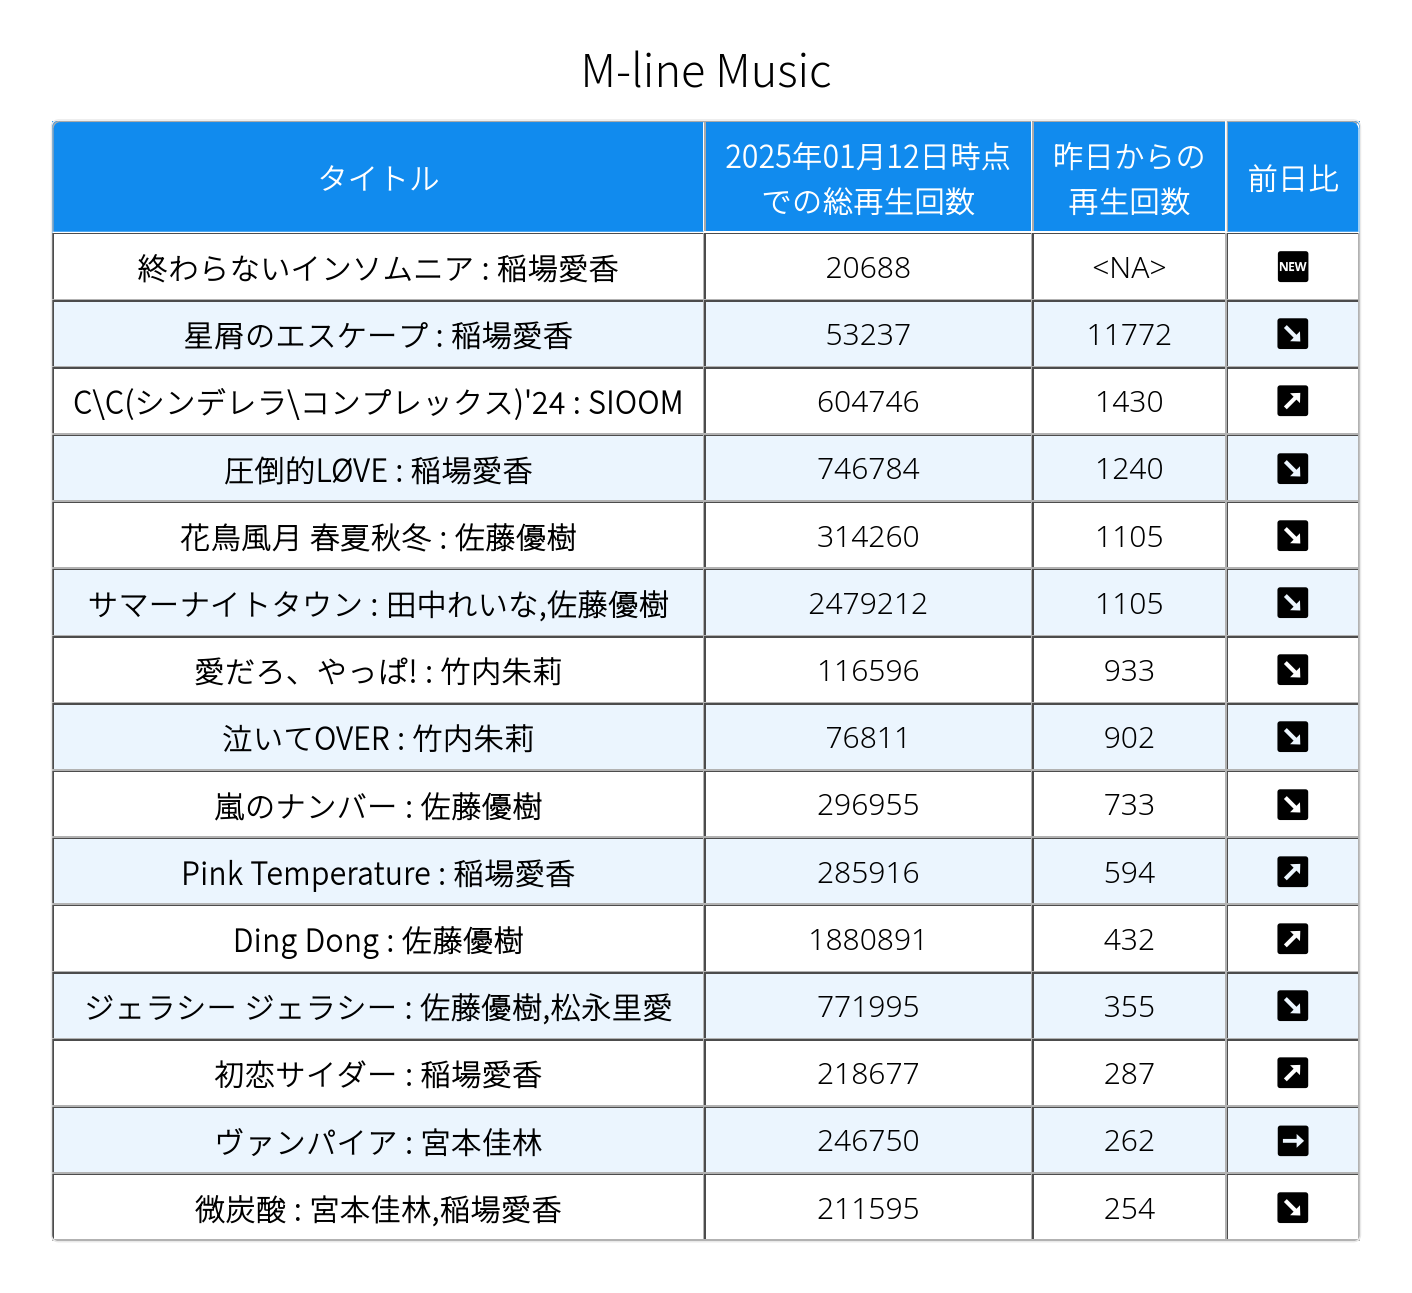 M-line Music
タイトル
2025年01月12日時点
での総再生回数
昨日からの
再生回数
前日比
終わらないインソムニア : 稲場愛香 20688 <NA> NEW
星屑のエスケープ : 稲場愛香 53237 11772 ↘
C\C(シンデレラ\コンプレックス)'24 : SIOOM 604746 1430 ↗
圧倒的LØVE : 稲場愛香 746784 1240 ↘
花鳥風月 春夏秋冬 : 佐藤優樹 314260 1105 ↘
サマーナイトタウン : 田中れいな,佐藤優樹 2479212 1105 ↘
愛だろ、やっぱ! : 竹内朱莉 116596 933 ↘
泣いてOVER : 竹内朱莉 76811 902 ↘
嵐のナンバー : 佐藤優樹 296955 733 ↘
Pink Temperature : 稲場愛香 285916 594 ↗
Ding Dong : 佐藤優樹 1880891 432 ↗
ジェラシー ジェラシー : 佐藤優樹,松永里愛 771995 355 ↘
初恋サイダー : 稲場愛香 218677 287 ↗
ヴァンパイア : 宮本佳林 246750 262 →
微炭酸 : 宮本佳林,稲場愛香 211595 254 ↘